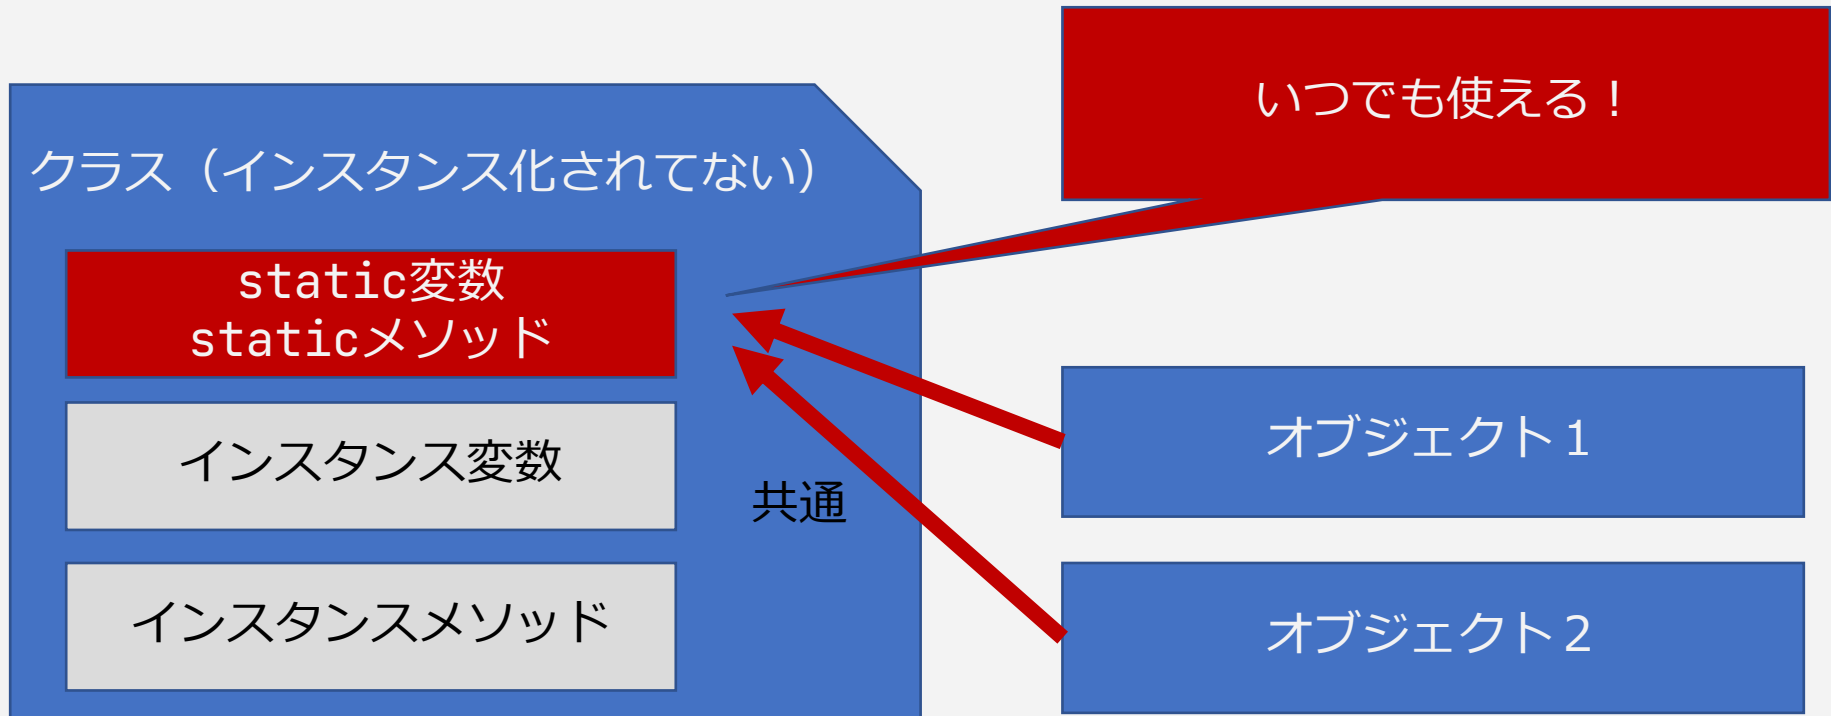 いつでも使える！
クラス（インスタンス化されてない）
static変数
staticメソッド
インスタンス変数
共通
インスタンスメソッド
オブジェクト１
オブジェクト２